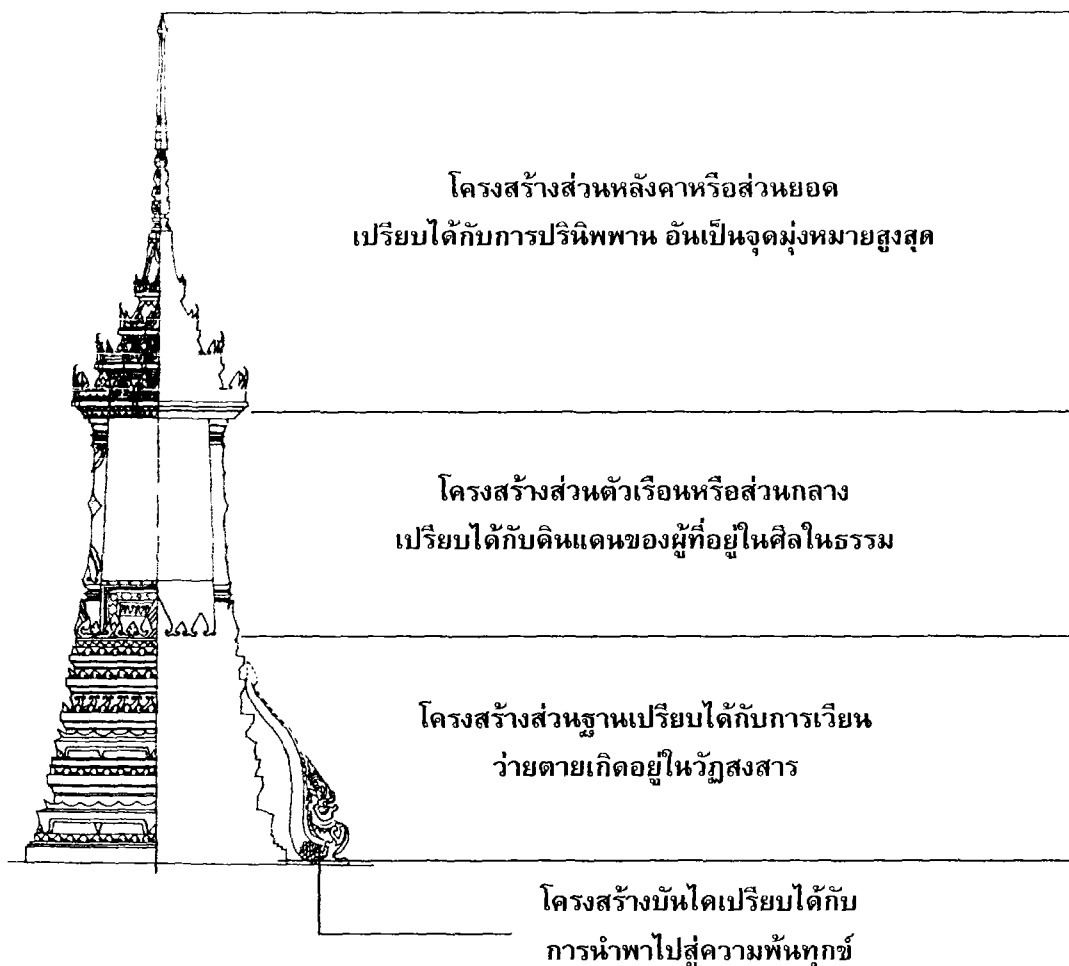 โครงสร้างส่วนหลังคาหรือส่วนยอด
เปรียบได้กับการปรินิพพาน อันเป็นจุดมุ่งหมายสูงสุด
โครงสร้างส่วนตัวเรือนหรือส่วนกลาง
เปรียบได้กับดินแดนของผู้ที่อยู่ในศีลในธรรม
โครงสร้างส่วนฐานเปรียบได้กับการเวียน
ว่ายตายเกิดอยู่ในวัฏสงสาร
โครงสร้างบันไดเปรียบได้กับ
การนำพาไปสู่ความพ้นทุกข์